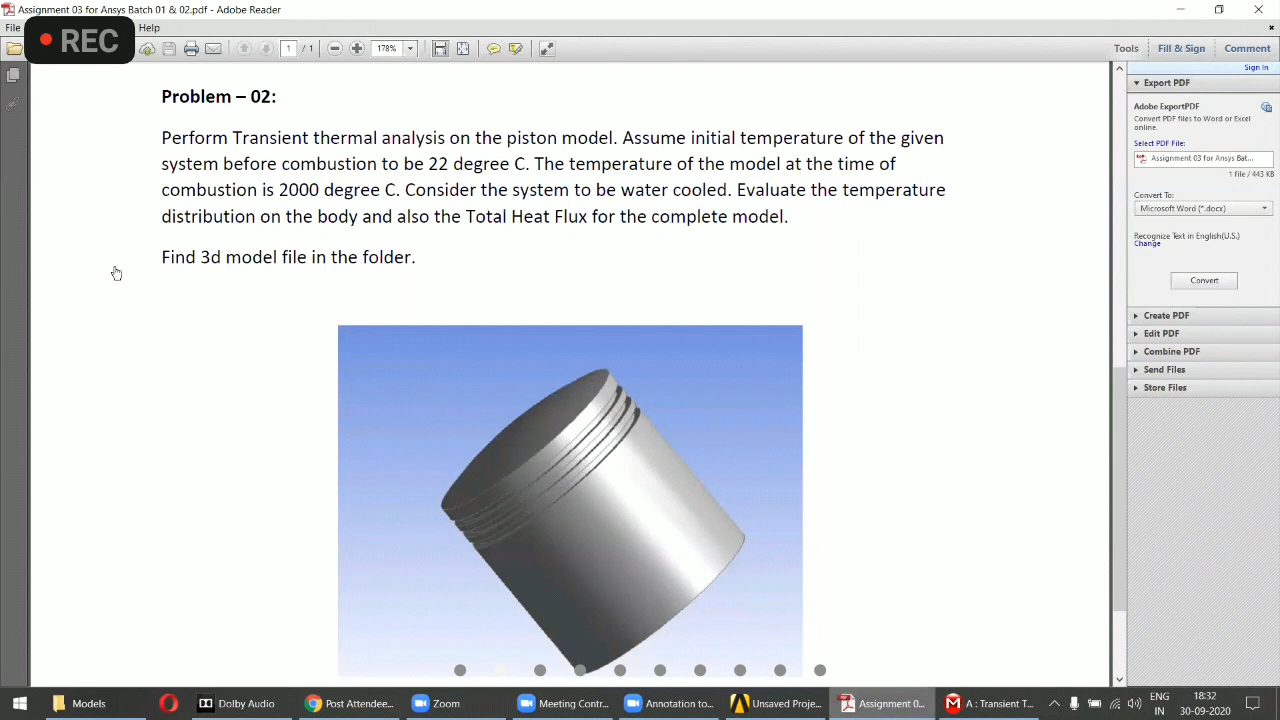 Assignment 03 for Ansys Batch 01 & 02.pdf - Adobe Reader
File
Help
REC
1 / 1
178%
Tools
Fill & Sign
Comment
Sign In
Export PDF
Adobe ExportPDF
Convert PDF files to Word or Excel online.
Select PDF File:
Assignment 03 for Ansys Bat...
1 file / 443 KB
Convert To:
Microsoft Word (*.docx)
Recognize Text in English(U.S.)
Change
Convert
Create PDF
Edit PDF
Combine PDF
Send Files
Store Files
Problem – 02:
Perform Transient thermal analysis on the piston model. Assume initial temperature of the given
system before combustion to be 22 degree C. The temperature of the model at the time of
combustion is 2000 degree C. Consider the system to be water cooled. Evaluate the temperature
distribution on the body and also the Total Heat Flux for the complete model.
Find 3d model file in the folder.
Models
Dolby Audio
Post Attendee...
Zoom
Meeting Contr...
Annotation to...
Unsaved Proje...
Assignment 0...
A : Transient T...
ENG
IN
18:32
30-09-2020